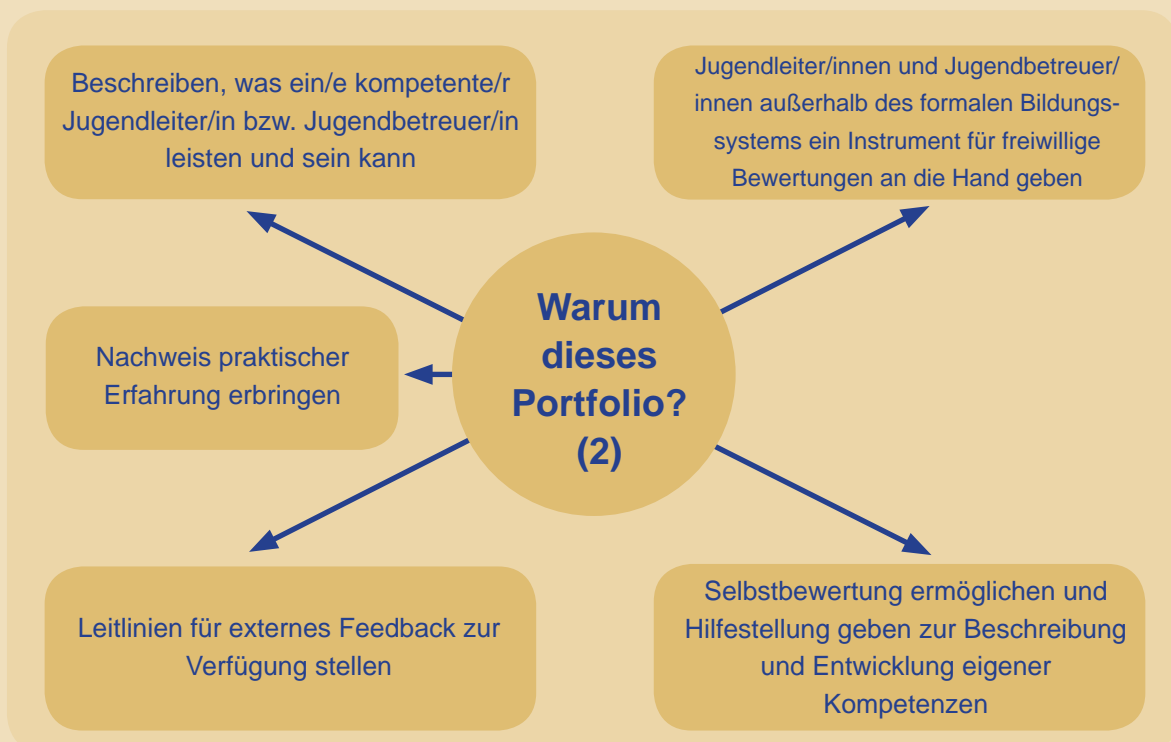 Beschreiben, was ein/e kompetente/r
Jugendleiter/in bzw. Jugendbetreuer/in
leisten und sein kann
Jugendleiter/innen und Jugendbetreuer/
innen außerhalb des formalen Bildungs-
systems ein Instrument für freiwillige
Bewertungen an die Hand geben
Warum
dieses
Portfolio?
(2)
Nachweis praktischer
Erfahrung erbringen
Leitlinien für externes Feedback zur
Verfügung stellen
Selbstbewertung ermöglichen und
Hilfestellung geben zur Beschreibung
und Entwicklung eigener
Kompetenzen